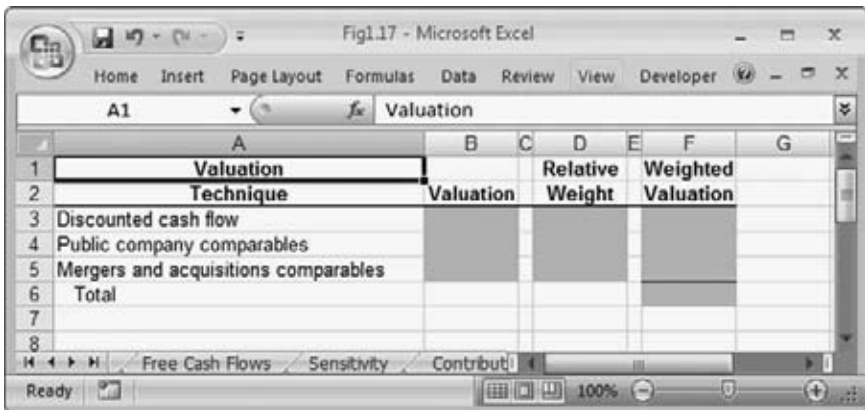 Fig1.17 - Microsoft Excel
Home Insert Page Layout Formulas Data Review View Developer
A1 fx Valuation
A B C D E F G
1 Valuation Relative Weighted
2 Technique Valuation Weight Valuation
3 Discounted cash flow
4 Public company comparables
5 Mergers and acquisitions comparables
6 Total
7
8
Free Cash Flows Sensitivity Contributi
Ready 100%